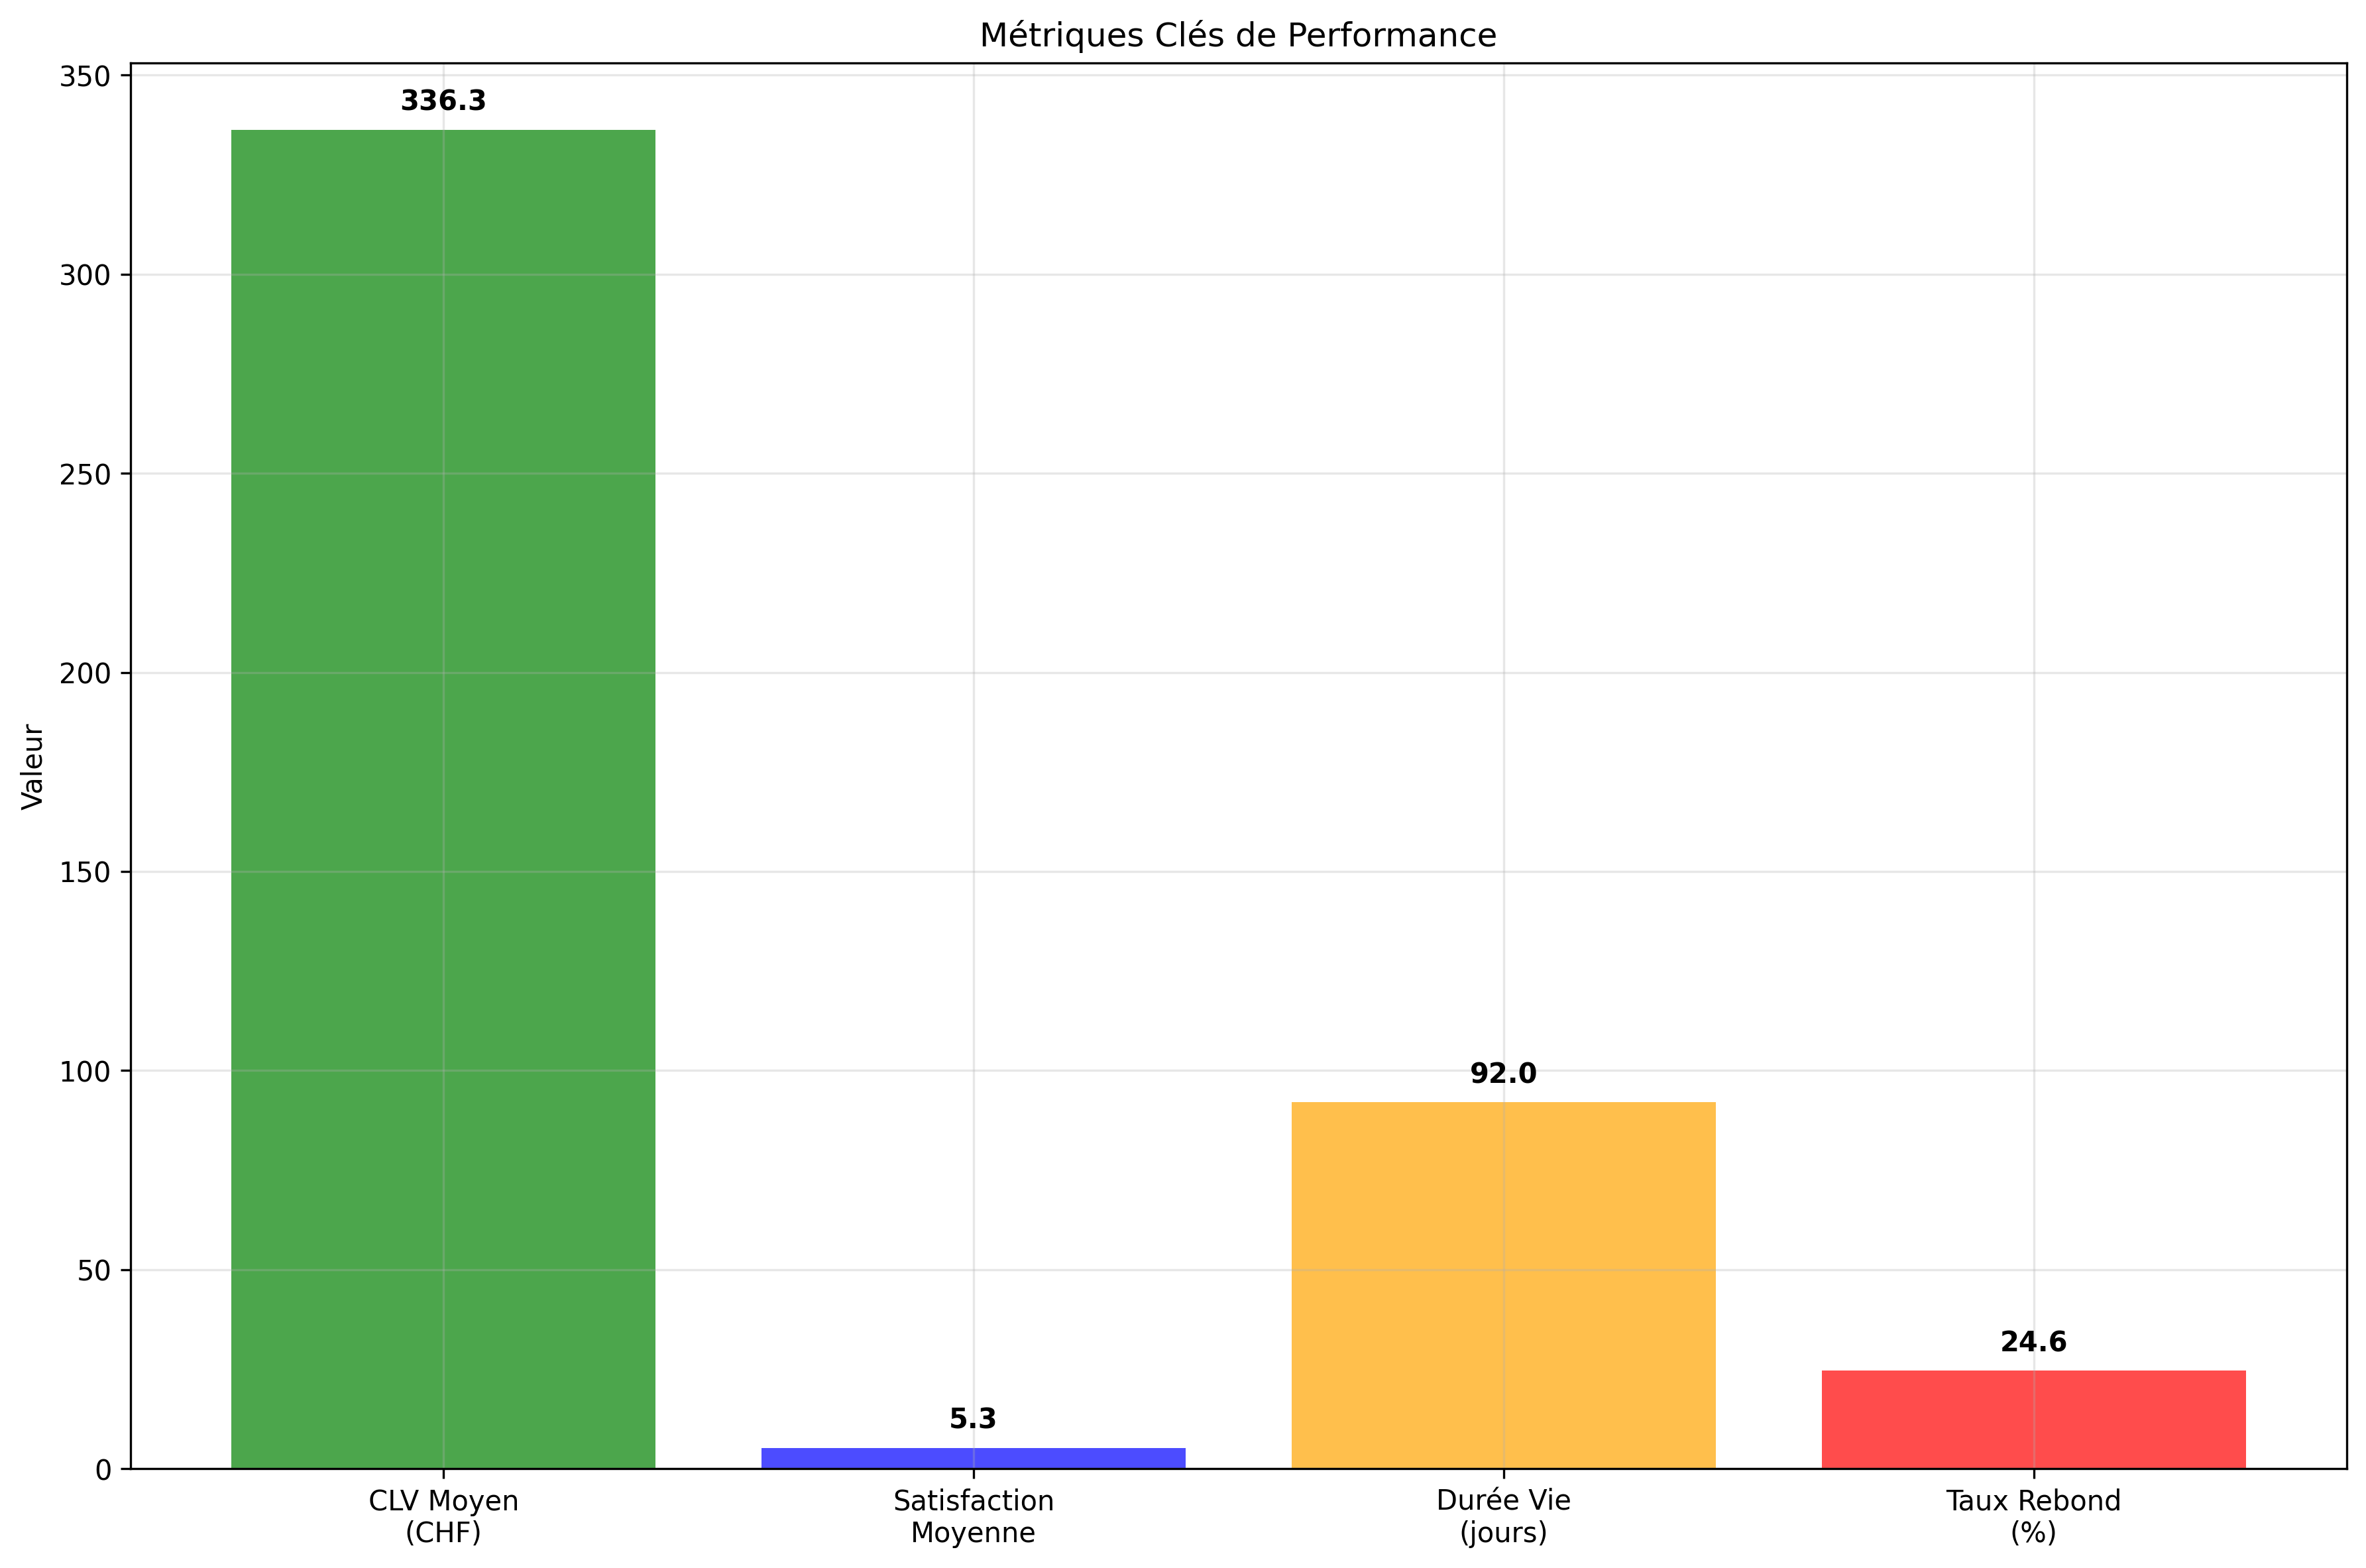 Métriques Clés de Performance
350
300
250
200
150
100
50
0
Valeur
336.3
5.3
92.0
24.6
CLV Moyen
(CHF)
Satisfaction
Moyenne
Durée Vie
(jours)
Taux Rebond
(%)